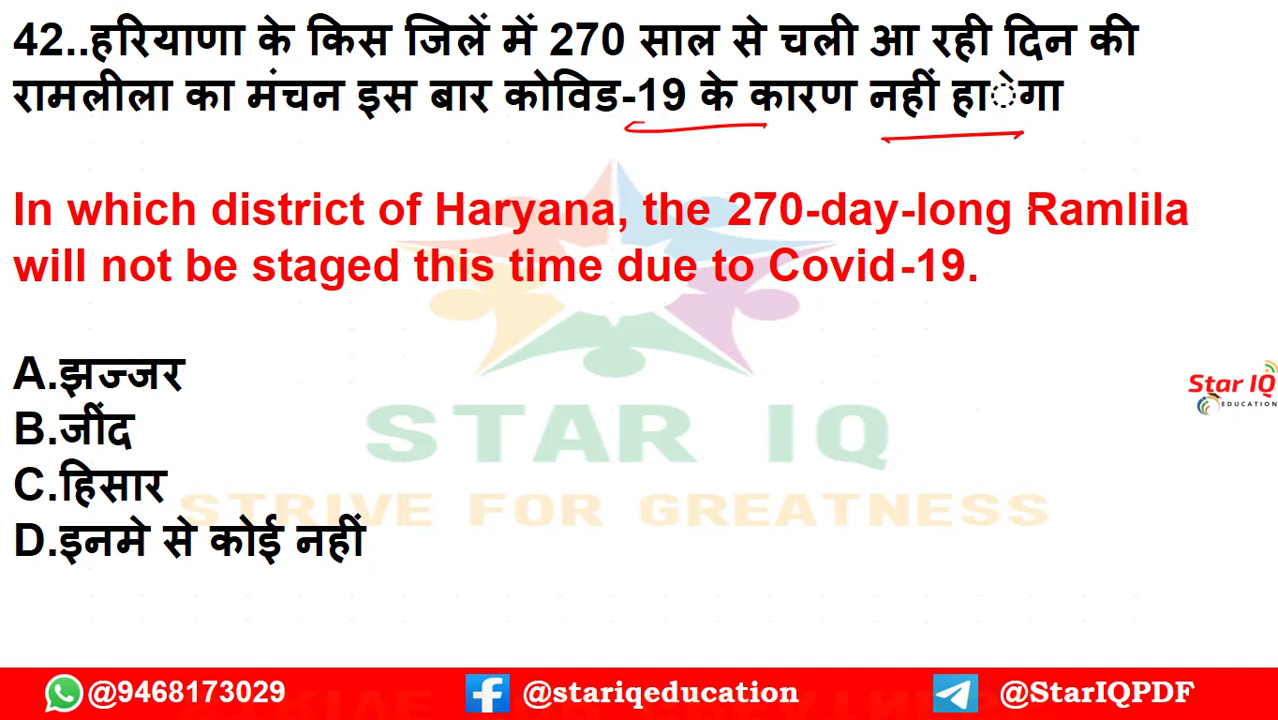 42..हरियाणा के किस जिलें में 270 साल से चली आ रही दिन की
रामलीला का मंचन इस बार कोविड-19 के कारण नहीं हाेगा
In which district of Haryana, the 270-day-long Ramlila
will not be staged this time due to Covid-19.
A.झज्जर
B.जींद
C.हिसार
D.इनमे से कोई नहीं
STAR IQ
STRIVE FOR GREATNESS
Star IQ
EDUCATION
@9468173029 @stariqeducation @StarIQPDF